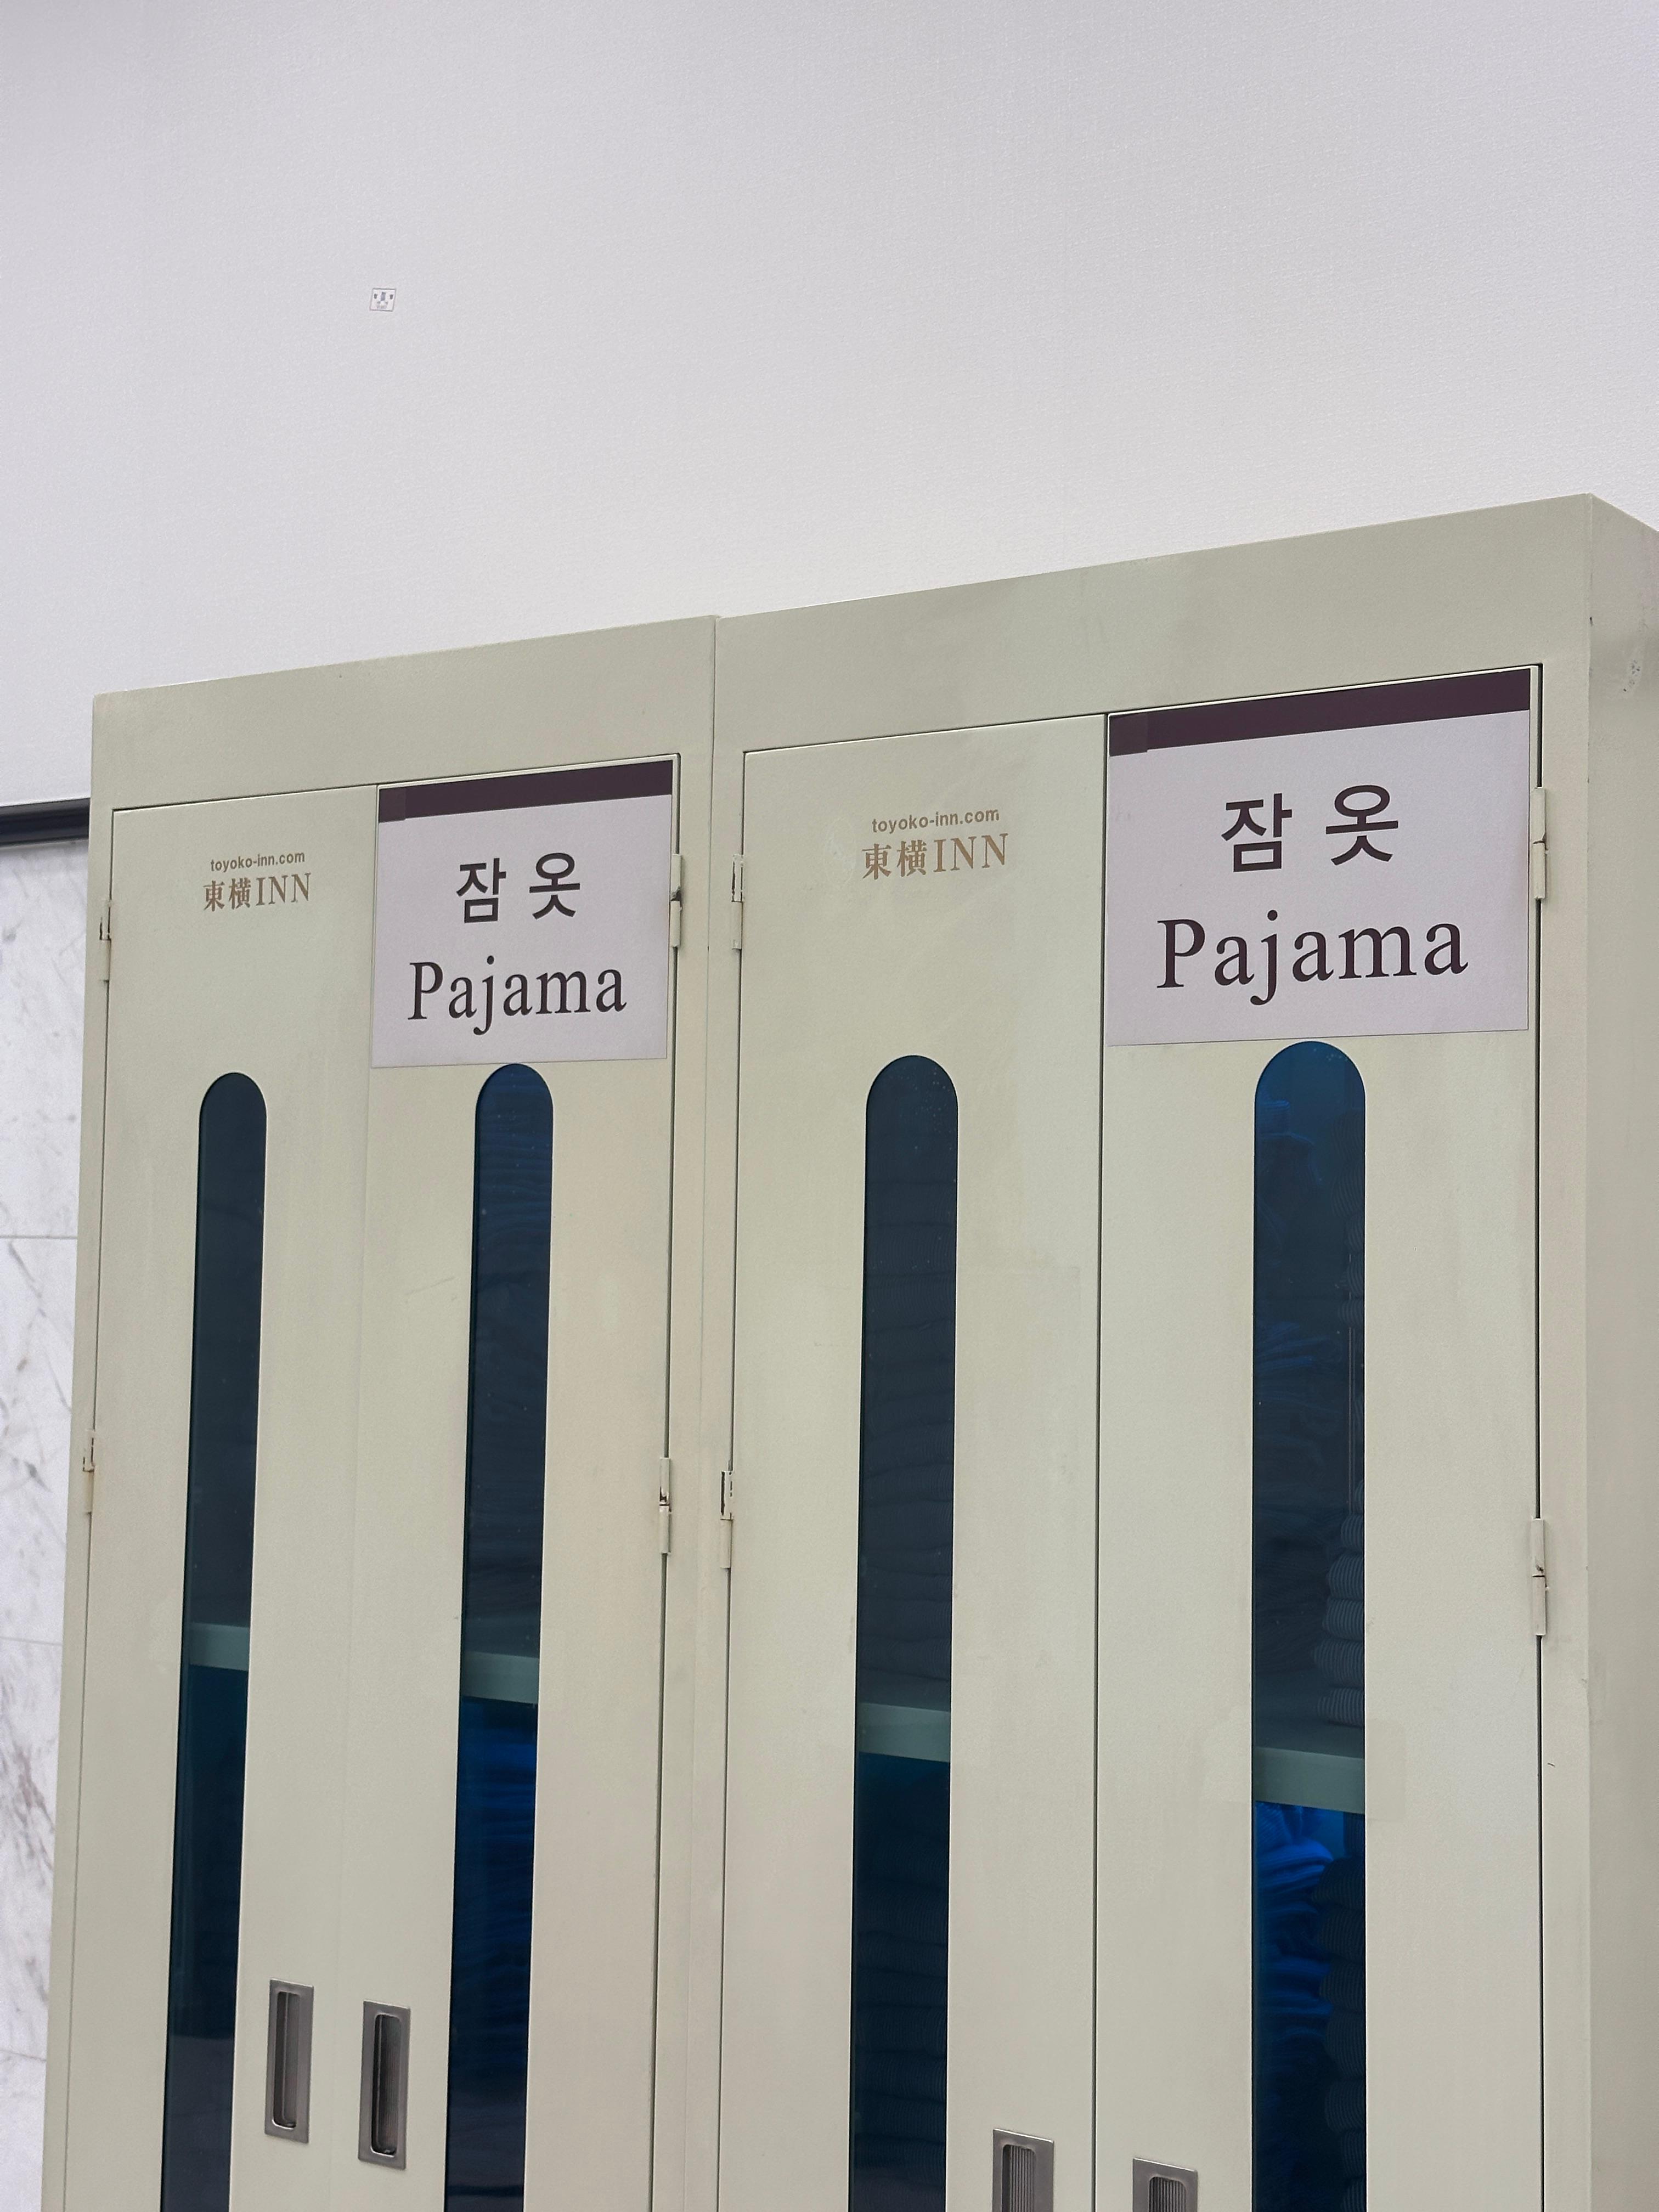 toyoko-inn.com
東横INN
잠옷
Pajama
toyoko-inn.com
東横INN
잠옷
Pajama